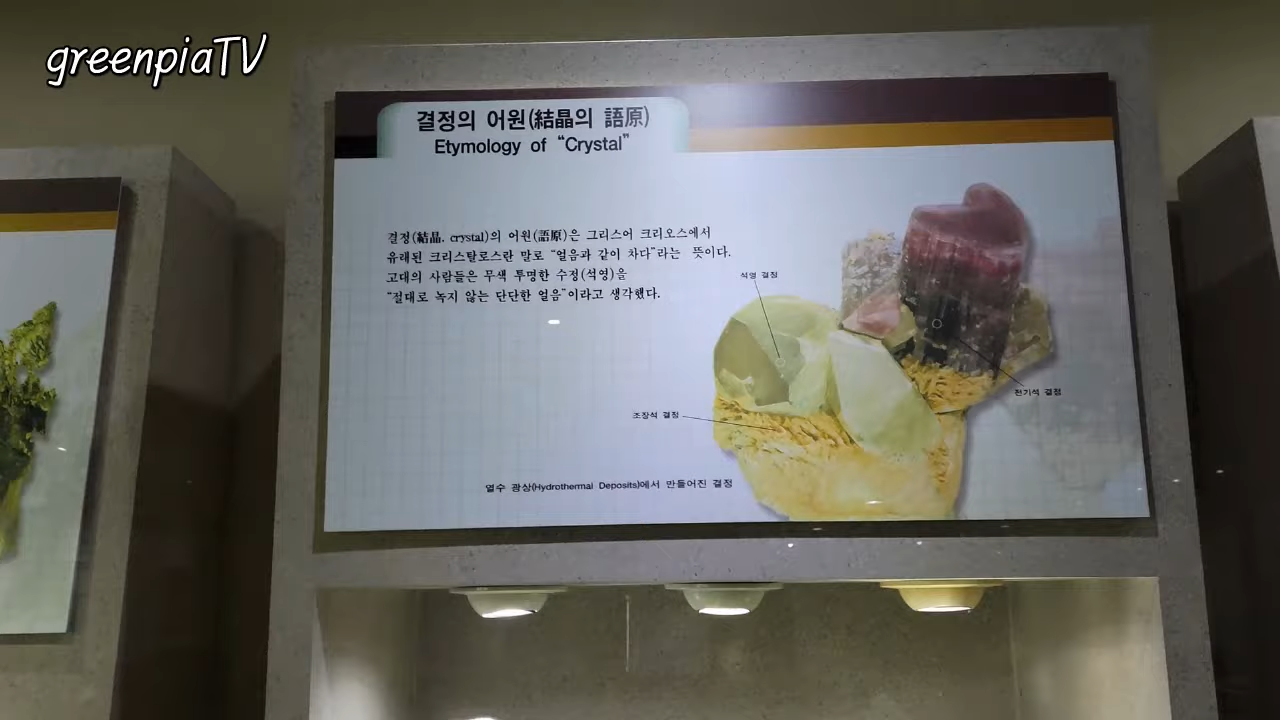 greenpiaTV
결정의 어원(結晶의 語原)
Etymology of “Crystal”
결정(結晶, crystal)의 어원(語原)은 그리스어 크리오스에서
유래된 크리스탈로스란 말로 “얼음과 같이 차다”라는 뜻이다.
고대의 사람들은 무색 투명한 수정(석영)을
“절대로 녹지 않는 단단한 얼음”이라고 생각했다.
석영 결정
전기석 결정
조장석 결정
열수 광상(Hydrothermal Deposits)에서 만들어진 결정